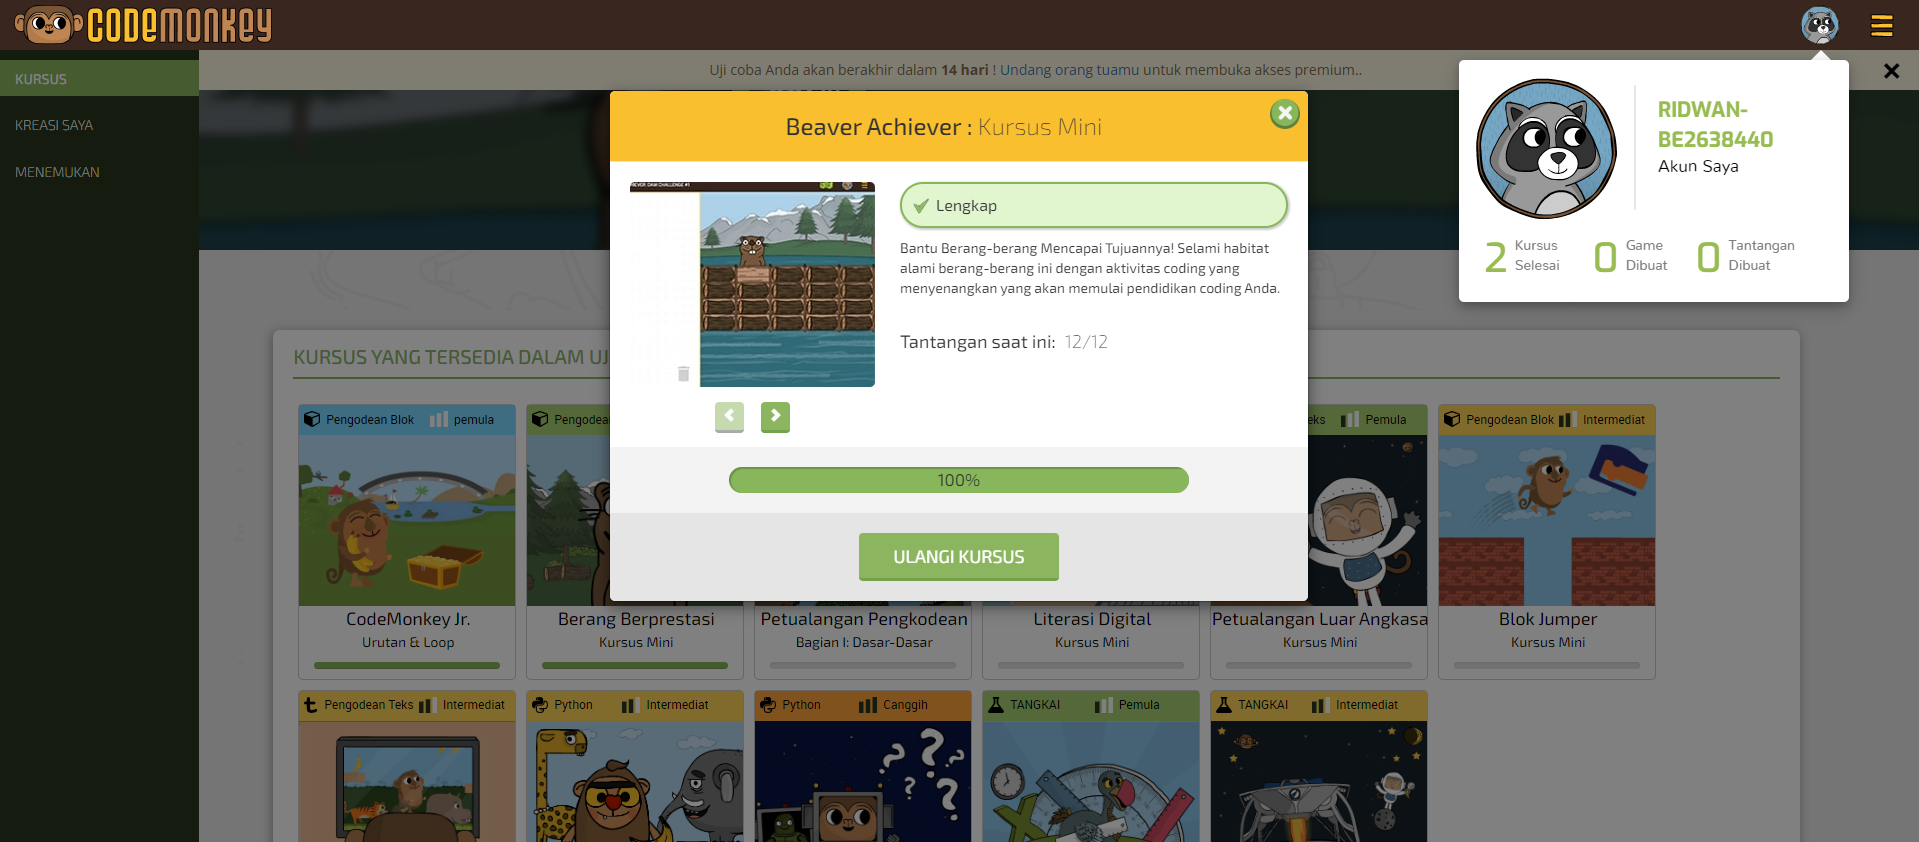 CODEMONKEY
KURSUS
KREASI SAYA
MENEMUKAN
Uji coba Anda akan berakhir dalam 14 hari ! Undang orang tuamu untuk membuka akses premium..
RIDWAN-
BE2638440
Akun Saya
2 Kursus Selesai
0 Game Dibuat
0 Tantangan Dibuat
Beaver Achiever : Kursus Mini
Lengkap
Bantu Berang-berang Mencapai Tujuannya! Selami habitat
alami berang-berang ini dengan aktivitas coding yang
menyenangkan yang akan memulai pendidikan coding Anda.
Tantangan saat ini: 12/12
100%
ULANGI KURSUS
KURSUS YANG TERSEDIA DALAM
Pengodean Blok pemula
CodeMonkey Jr.
Urutan & Loop
Berang Berprestasi
Kursus Mini
Petualangan Pengkodean
Bagian I: Dasar-Dasar
Literasi Digital
Kursus Mini
Pemula
Petualangan Luar Angkasa
Kursus Mini
Pengodean Blok Intermediat
Blok Jumper
Kursus Mini
Pengodean Teks Intermediat
Python Intermediat
Python Canggih
TANGKAI Pemula
TANGKAI Intermediat